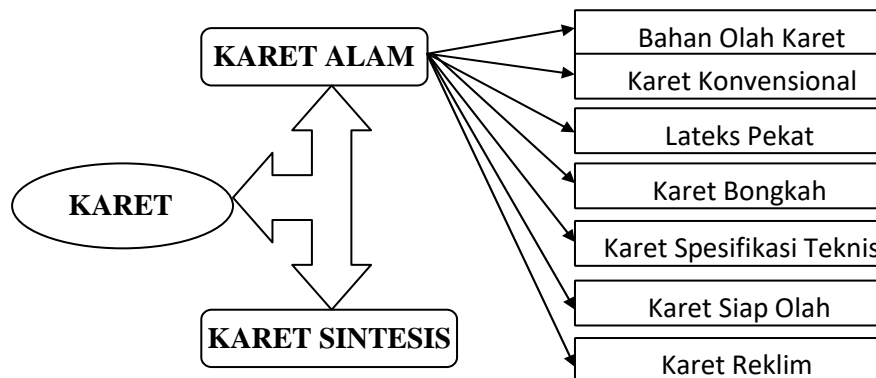 KARET
KARET ALAM
KARET SINTESIS
Bahan Olah Karet
Karet Konvensional
Lateks Pekat
Karet Bongkah
Karet Spesifikasi Teknis
Karet Siap Olah
Karet Reklim